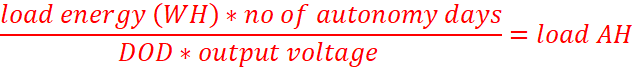 load energy (WH) * no of autonomy days
DOD * output voltage
= load AH